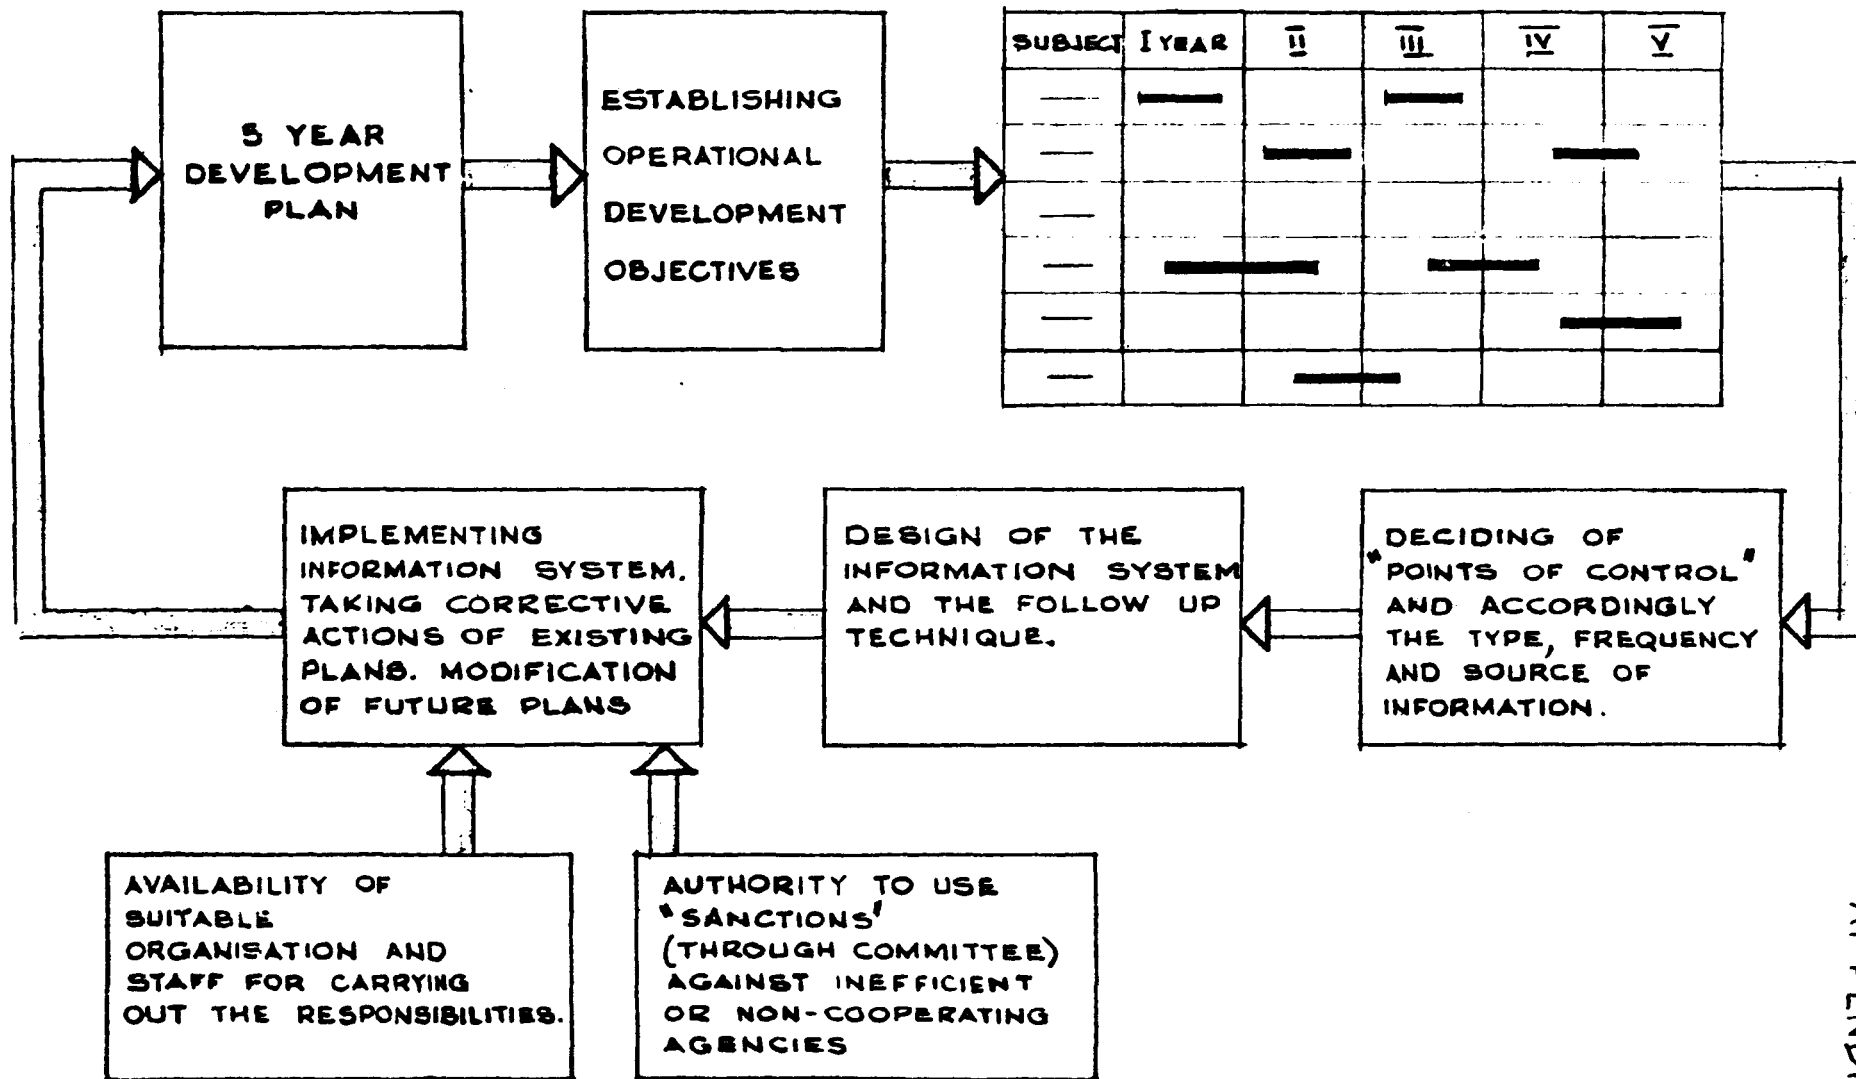 5 YEAR
DEVELOPMENT
PLAN
ESTABLISHING
OPERATIONAL
DEVELOPMENT
OBJECTIVES
SUBJECT I YEAR II III IV V
IMPLEMENTING
INFORMATION SYSTEM.
TAKING CORRECTIVE
ACTIONS OF EXISTING
PLANS. MODIFICATION
OF FUTURE PLANS
DESIGN OF THE
INFORMATION SYSTEM
AND THE FOLLOW UP
TECHNIQUE.
DECIDING OF
"POINTS OF CONTROL"
AND ACCORDINGLY
THE TYPE, FREQUENCY
AND SOURCE OF
INFORMATION.
AVAILABILITY OF
SUITABLE
ORGANISATION AND
STAFF FOR CARRYING
OUT THE RESPONSIBILITIES.
AUTHORITY TO USE
"SANCTIONS"
(THROUGH COMMITTEE)
AGAINST INEFFICIENT
OR NON-COOPERATING
AGENCIES